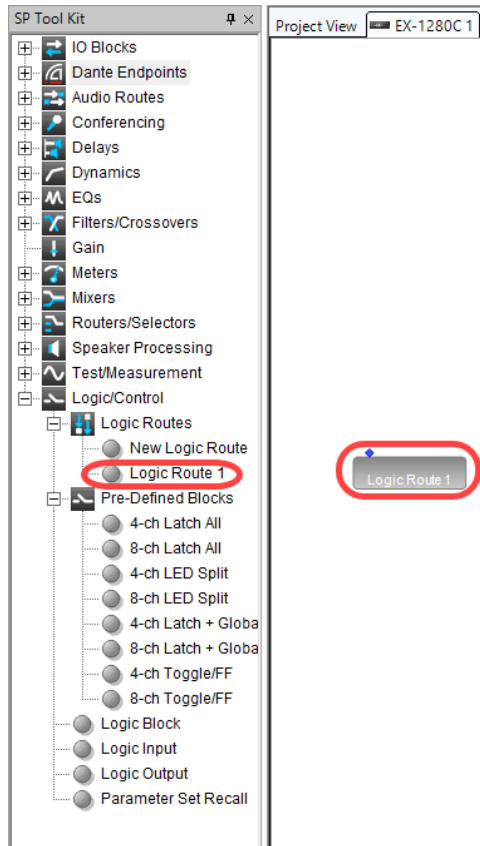 SP Tool Kit
Project View
EX-1280C 1
IO Blocks
Dante Endpoints
Audio Routes
Conferencing
Delays
Dynamics
EQs
Filters/Crossovers
Gain
Meters
Mixers
Routers/Selectors
Speaker Processing
Test/Measurement
Logic/Control
Logic Routes
New Logic Route
Logic Route 1
Pre-Defined Blocks
4-ch Latch All
8-ch Latch All
4-ch LED Split
8-ch LED Split
4-ch Latch + Globa
8-ch Latch + Globa
4-ch Toggle/FF
8-ch Toggle/FF
Logic Block
Logic Input
Logic Output
Parameter Set Recall
Logic Route 1